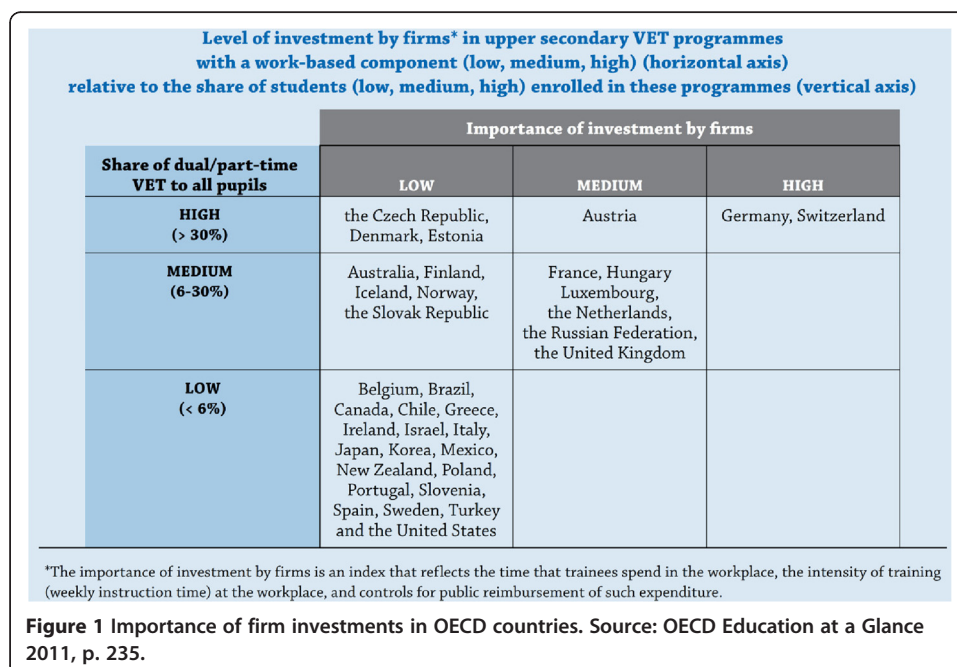 Level of investment by firms* in upper secondary VET programmes
with a work-based component (low, medium, high) (horizontal axis)
relative to the share of students (low, medium, high) enrolled in these programmes (vertical axis)
Importance of investment by firms
Share of dual/part-time
VET to all pupils
LOW
MEDIUM
HIGH
HIGH
(> 30%)
the Czech Republic,
Denmark, Estonia
Austria
Germany, Switzerland
MEDIUM
(6-30%)
Australia, Finland,
Iceland, Norway,
the Slovak Republic
France, Hungary
Luxembourg,
the Netherlands,
the Russian Federation,
the United Kingdom
LOW
(< 6%)
Belgium, Brazil,
Canada, Chile, Greece,
Ireland, Israel, Italy,
Japan, Korea, Mexico,
New Zealand, Poland,
Portugal, Slovenia,
Spain, Sweden, Turkey
and the United States
*The importance of investment by firms is an index that reflects the time that trainees spend in the workplace, the intensity of training
(weekly instruction time) at the workplace, and controls for public reimbursement of such expenditure.
Figure 1 Importance of firm investments in OECD countries. Source: OECD Education at a Glance
2011, p. 235.